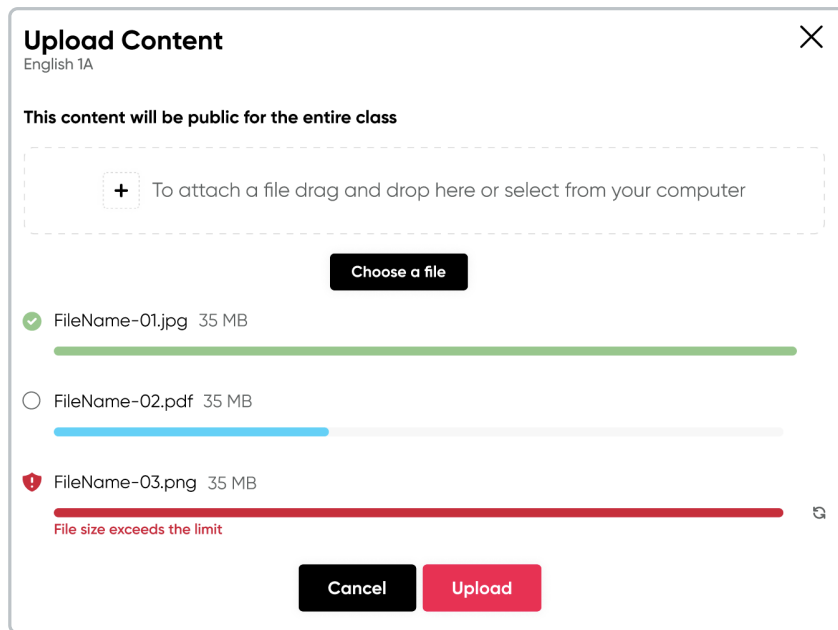 Upload Content
English 1A
This content will be public for the entire class
+ To attach a file drag and drop here or select from your computer
Choose a file
FileName-01.jpg 35 MB
FileName-02.pdf 35 MB
FileName-03.png 35 MB
File size exceeds the limit
Cancel Upload